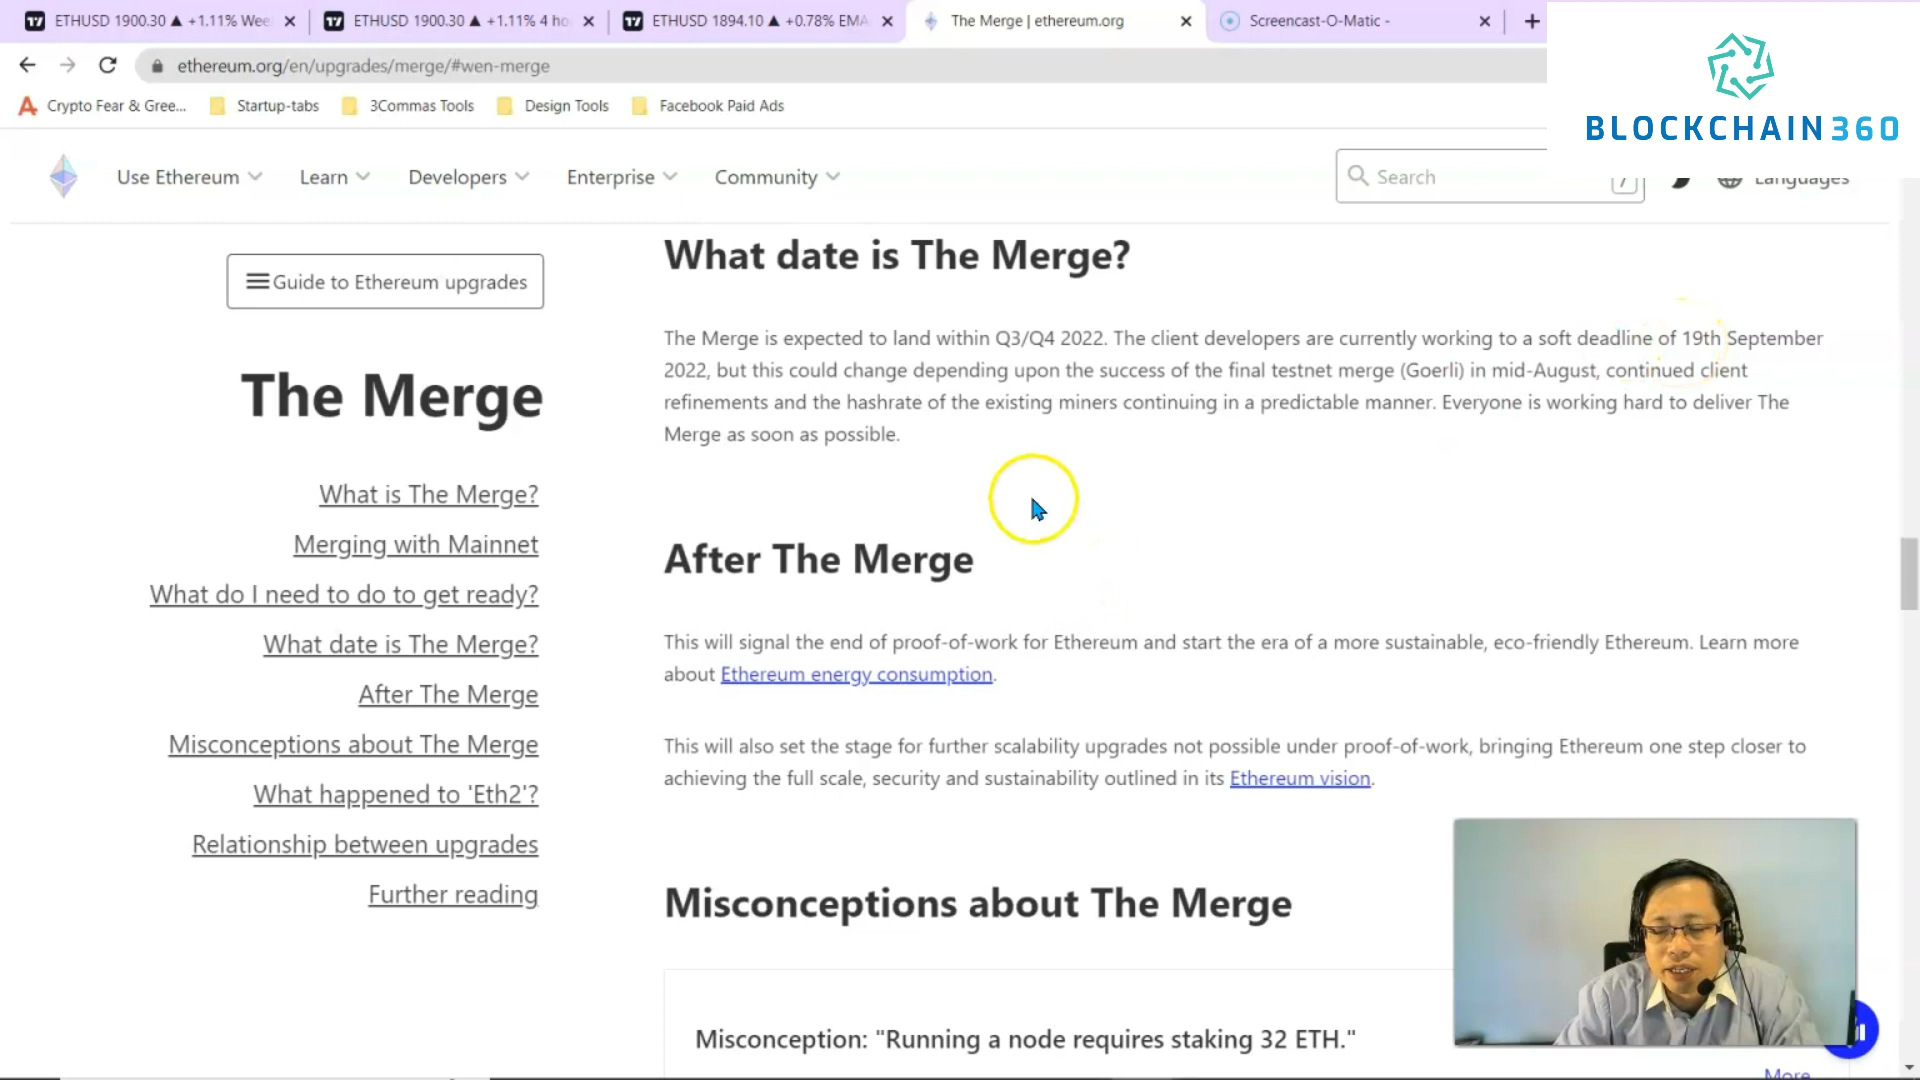 ETHUSD 1900.30 ▲ +1.11% Wee
ETHUSD 1900.30 ▲ +1.11% 4 ho
ETHUSD 1894.10 ▲ +0.78% EMA
The Merge | ethereum.org
Screencast-O-Matic -
ethereum.org/en/upgrades/merge/#wen-merge
Crypto Fear & Gree...
Startup-tabs
3Commas Tools
Design Tools
Facebook Paid Ads
BLOCKCHAIN360
Use Ethereum
Learn
Developers
Enterprise
Community
Search
/
Languages
Guide to Ethereum upgrades
The Merge
What is The Merge?
Merging with Mainnet
What do I need to do to get ready?
What date is The Merge?
After The Merge
Misconceptions about The Merge
What happened to 'Eth2'?
Relationship between upgrades
Further reading
What date is The Merge?
The Merge is expected to land within Q3/Q4 2022. The client developers are currently working to a soft deadline of 19th September
2022, but this could change depending upon the success of the final testnet merge (Goerli) in mid-August, continued client
refinements and the hashrate of the existing miners continuing in a predictable manner. Everyone is working hard to deliver The
Merge as soon as possible.
After The Merge
This will signal the end of proof-of-work for Ethereum and start the era of a more sustainable, eco-friendly Ethereum. Learn more
about Ethereum energy consumption.
This will also set the stage for further scalability upgrades not possible under proof-of-work, bringing Ethereum one step closer to
achieving the full scale, security and sustainability outlined in its Ethereum vision.
Misconceptions about The Merge
Misconception: "Running a node requires staking 32 ETH."
More